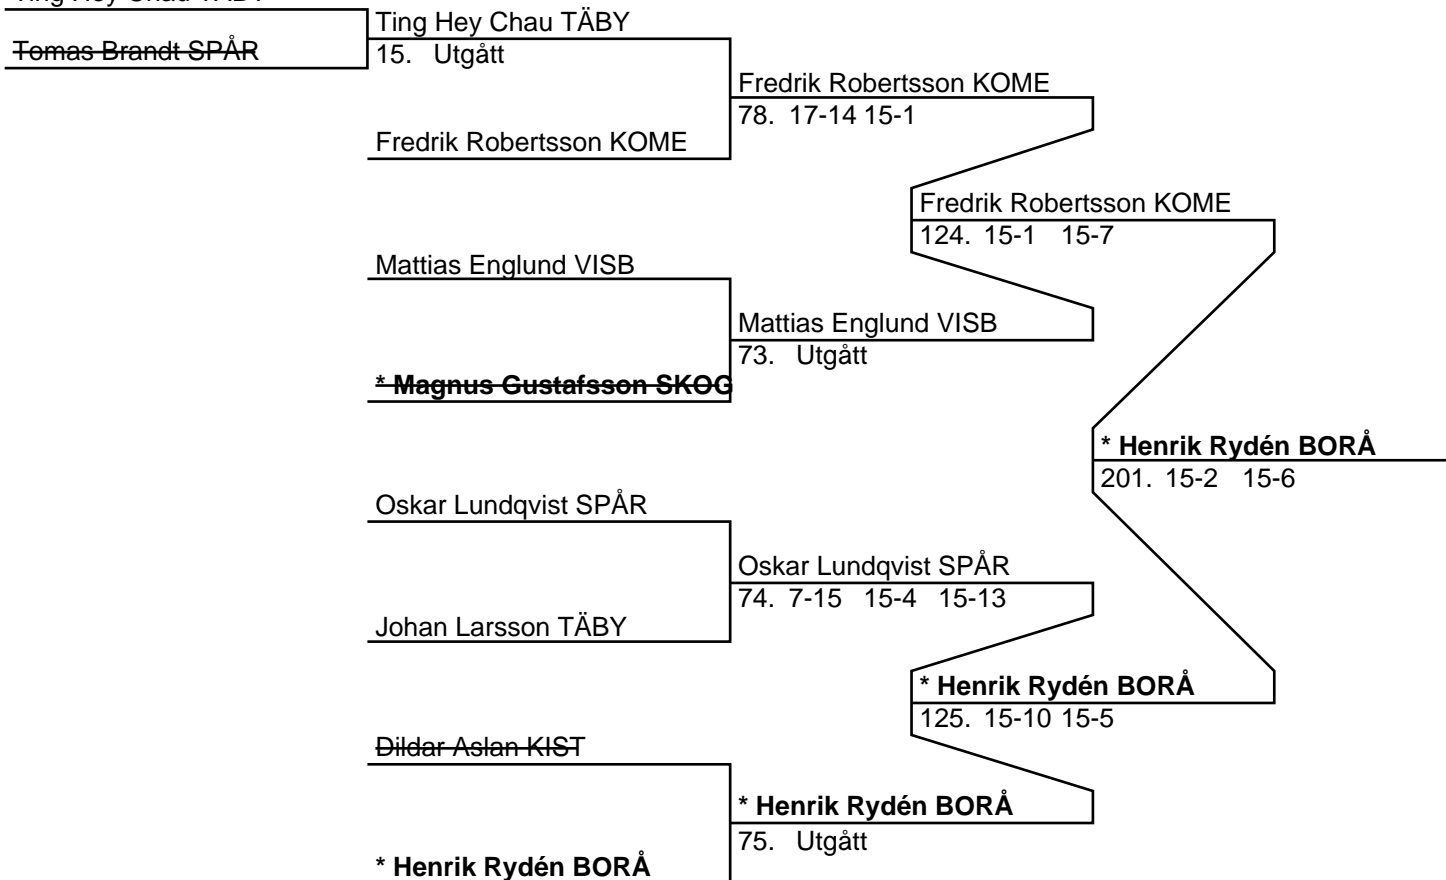 Ting Hey Chau TÄBY
Tomas Brandt SPÅR
15. Utgått
Fredrik Robertsson KOME
78. 17-14 15-1
Fredrik Robertsson KOME
Fredrik Robertsson KOME
124. 15-1 15-7
Mattias Englund VISB
Mattias Englund VISB
73. Utgått
* Magnus Gustafsson SKOG
* Henrik Rydén BORÅ
201. 15-2 15-6
Oskar Lundqvist SPÅR
Oskar Lundqvist SPÅR
74. 7-15 15-4 15-13
Johan Larsson TÄBY
* Henrik Rydén BORÅ
125. 15-10 15-5
Dildar Aslan KIST
* Henrik Rydén BORÅ
75. Utgått
* Henrik Rydén BORÅ